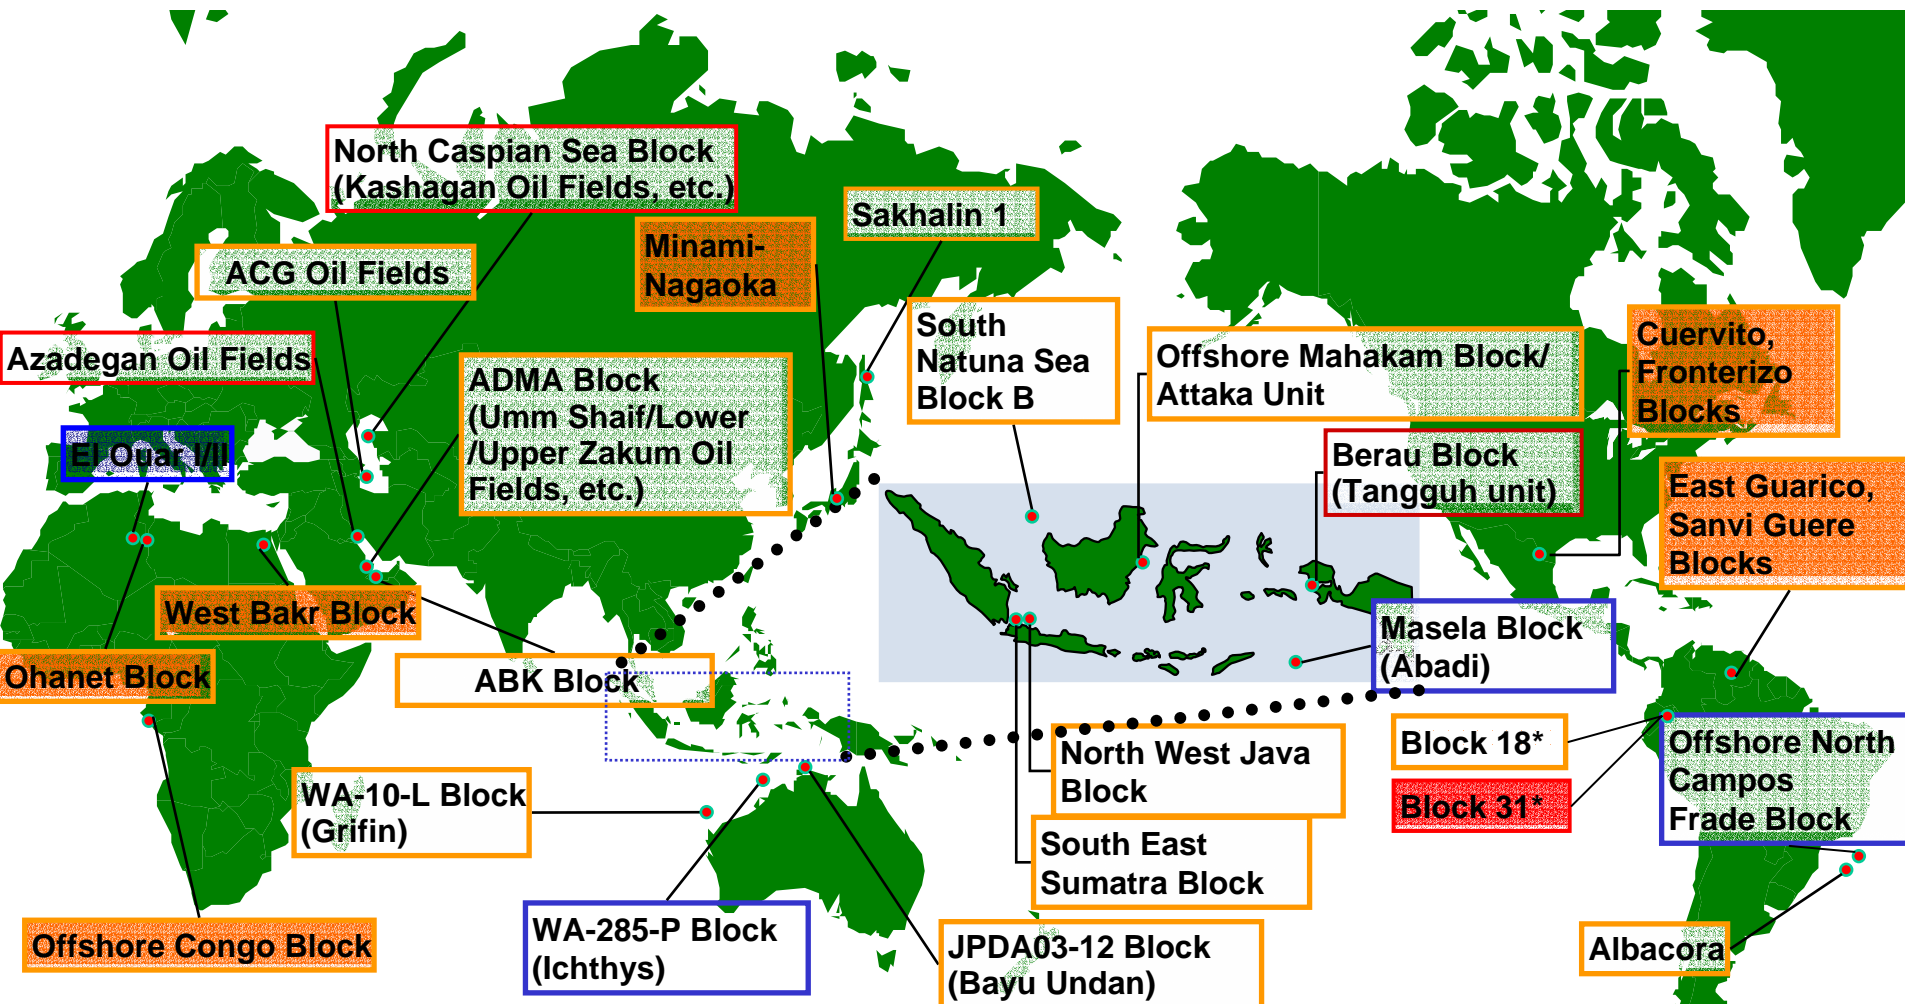 North Caspian Sea Block
(Kashagan Oil Fields, etc.)
Sakhalin 1
Minami-
Nagaoka
ACG Oil Fields
South
Natuna Sea
Block B
Offshore Mahakam Block/
Attaka Unit
Cuervito,
Fronterizo
Blocks
Azadegan Oil Fields
ADMA Block
(Umm Shaif/Lower
/Upper Zakum Oil
Fields, etc.)
El Ouar I/II
Berau Block
(Tangguh unit)
East Guarico,
Sanvi Guere
Blocks
West Bakr Block
Masela Block
(Abadi)
Ohanet Block
ABK Block
Block 18*
Offshore North
Campos
Frade Block
North West Java
Block
Block 31*
WA-10-L Block
(Grifin)
South East
Sumatra Block
Offshore Congo Block
WA-285-P Block
(Ichthys)
JPDA03-12 Block
(Bayu Undan)
Albacora